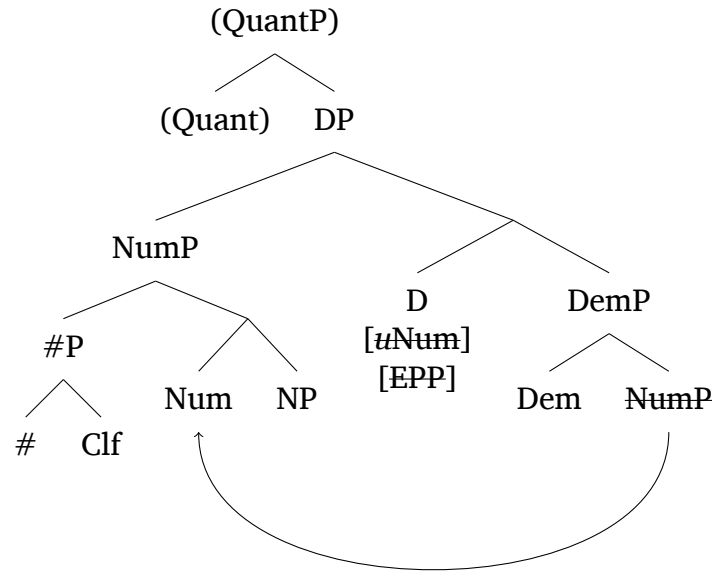 (QuantP)
(Quant) DP
NumP
D DemP
#P
[uNum]
[EPP]
Num NP Dem NumP
# Clf